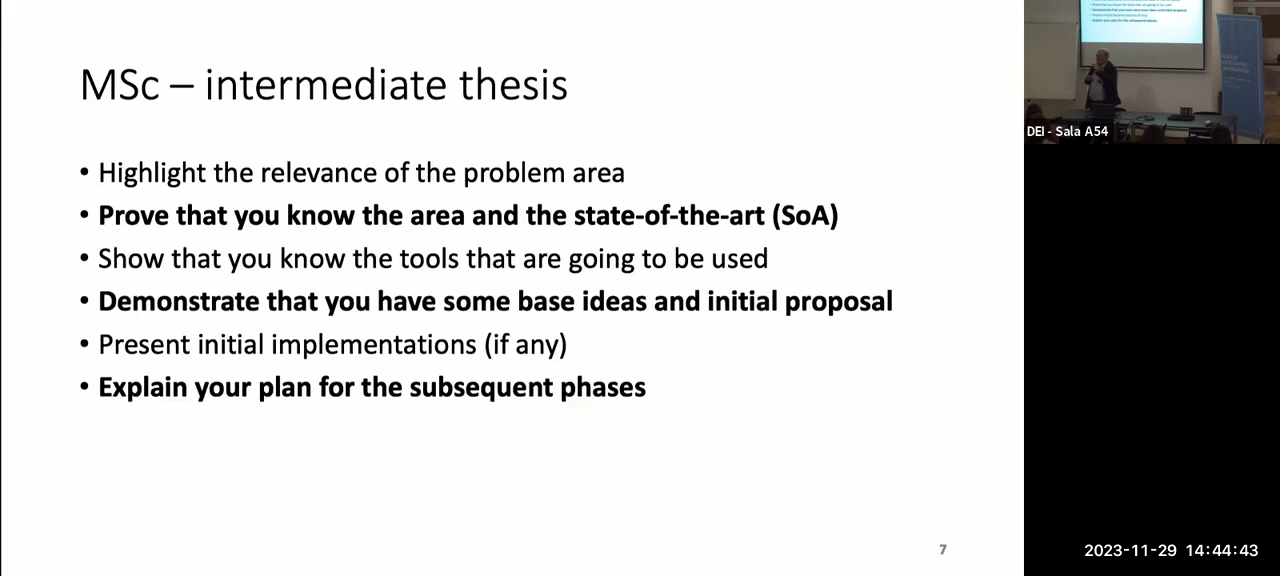 MSc – intermediate thesis
• Highlight the relevance of the problem area
• Prove that you know the area and the state-of-the-art (SoA)
• Show that you know the tools that are going to be used
• Demonstrate that you have some base ideas and initial proposal
• Present initial implementations (if any)
• Explain your plan for the subsequent phases
7
DEI - Sala A54
2023-11-29 14:44:43